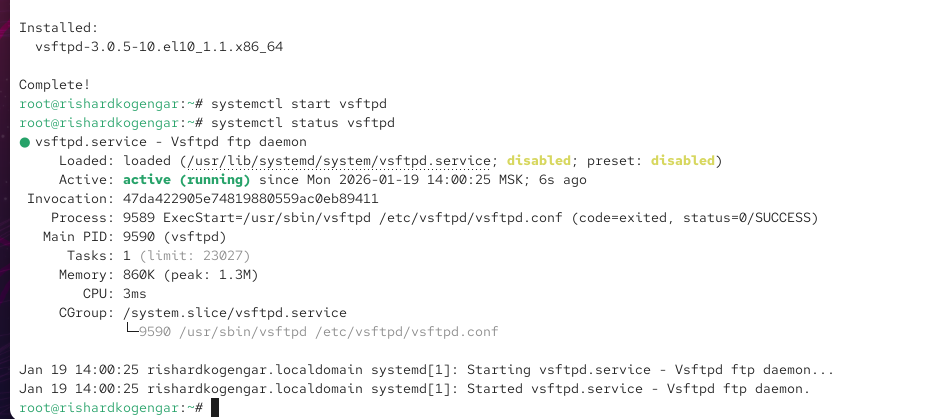 Installed:
  vsftpd-3.0.5-10.el10_1.1.x86_64

Complete!
root@rishardkogengar:~# systemctl start vsftpd
root@rishardkogengar:~# systemctl status vsftpd
● vsftpd.service - Vsftpd ftp daemon
     Loaded: loaded (/usr/lib/systemd/system/vsftpd.service; disabled; preset: disabled)
     Active: active (running) since Mon 2026-01-19 14:00:25 MSK; 6s ago
 Invocation: 47da422905e74819880559ac0eb89411
    Process: 9589 ExecStart=/usr/sbin/vsftpd /etc/vsftpd/vsftpd.conf (code=exited, status=0/SUCCESS)
   Main PID: 9590 (vsftpd)
      Tasks: 1 (limit: 23027)
     Memory: 860K (peak: 1.3M)
        CPU: 3ms
     CGroup: /system.slice/vsftpd.service
             └─9590 /usr/sbin/vsftpd /etc/vsftpd/vsftpd.conf

Jan 19 14:00:25 rishardkogengar.localdomain systemd[1]: Starting vsftpd.service - Vsftpd ftp daemon...
Jan 19 14:00:25 rishardkogengar.localdomain systemd[1]: Started vsftpd.service - Vsftpd ftp daemon.
root@rishardkogengar:~#